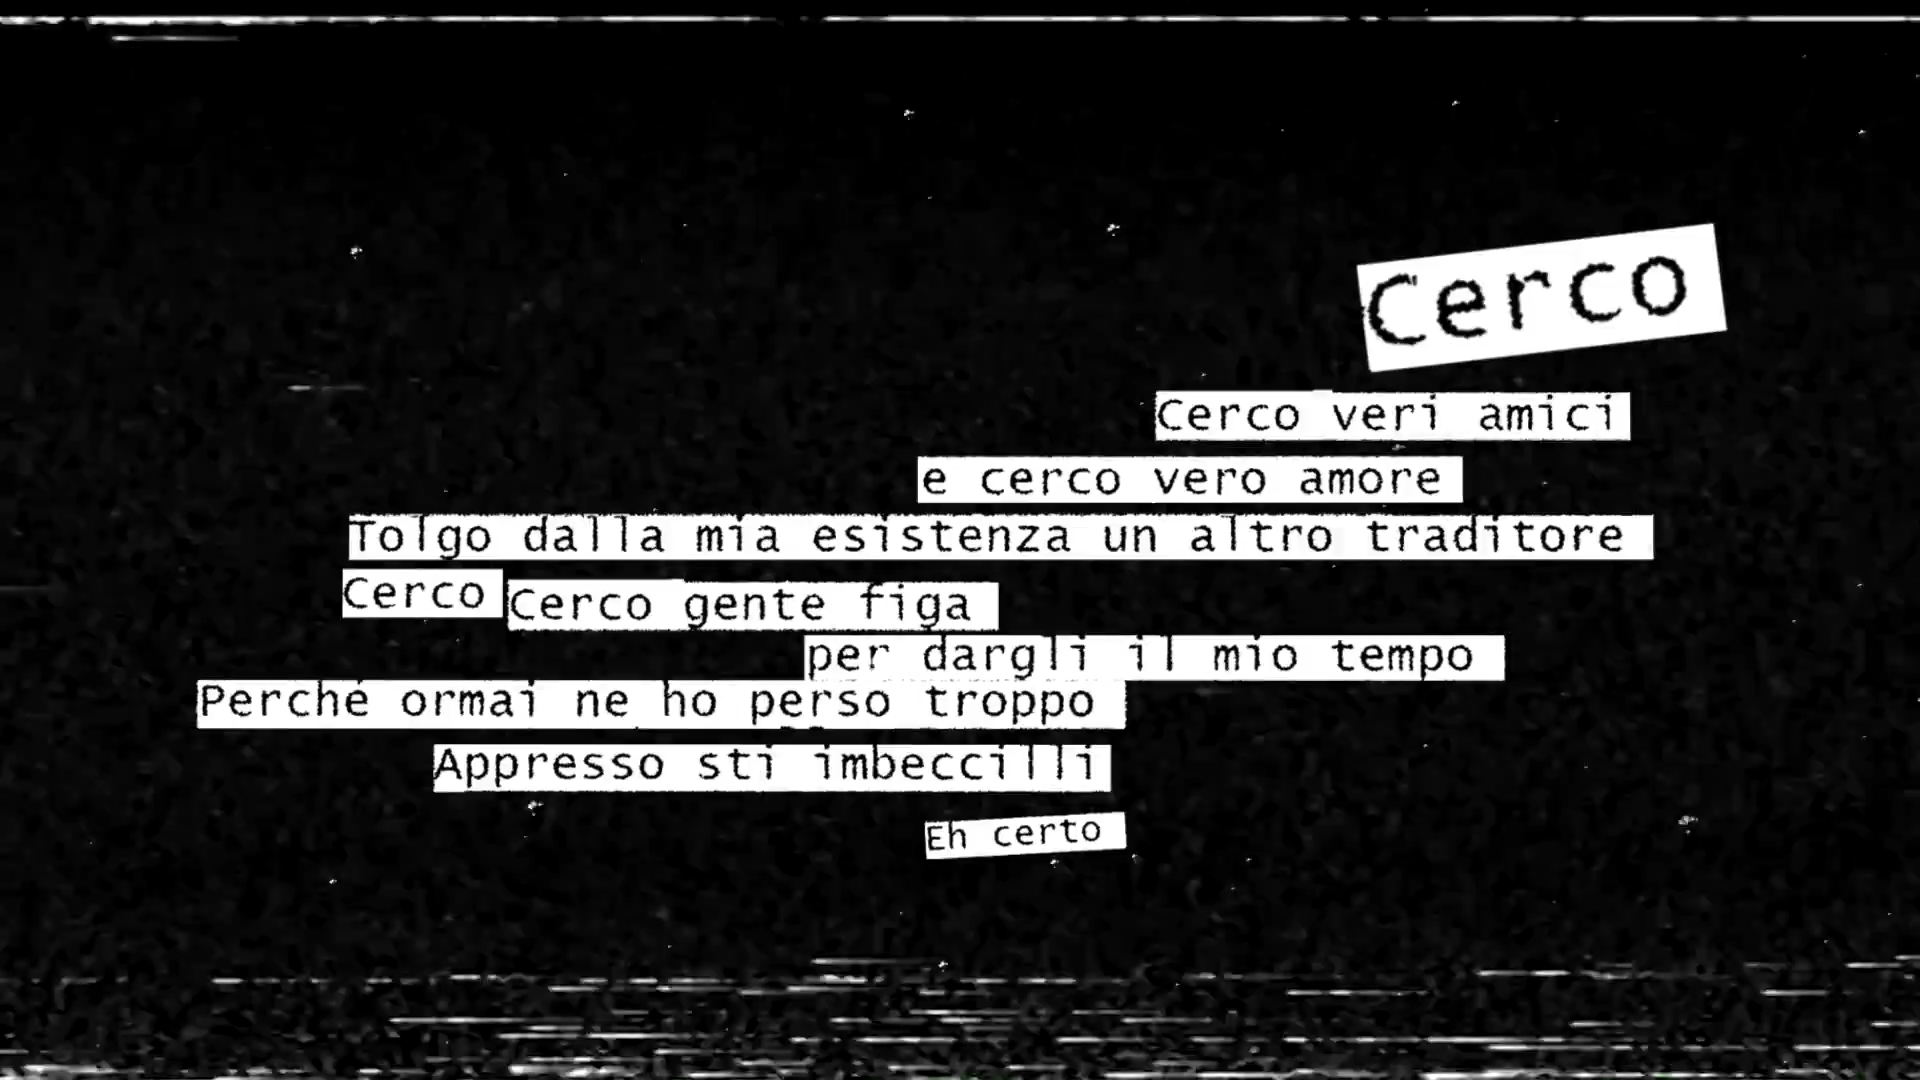 Cerco
Cerco veri amici
e cerco vero amore
Tolgo dalla mia esistenza un altro traditore
Cerco Cerco gente figa
per dargli il mio tempo
Perché ormai ne ho perso troppo
Appresso sti imbeccilli
Eh certo